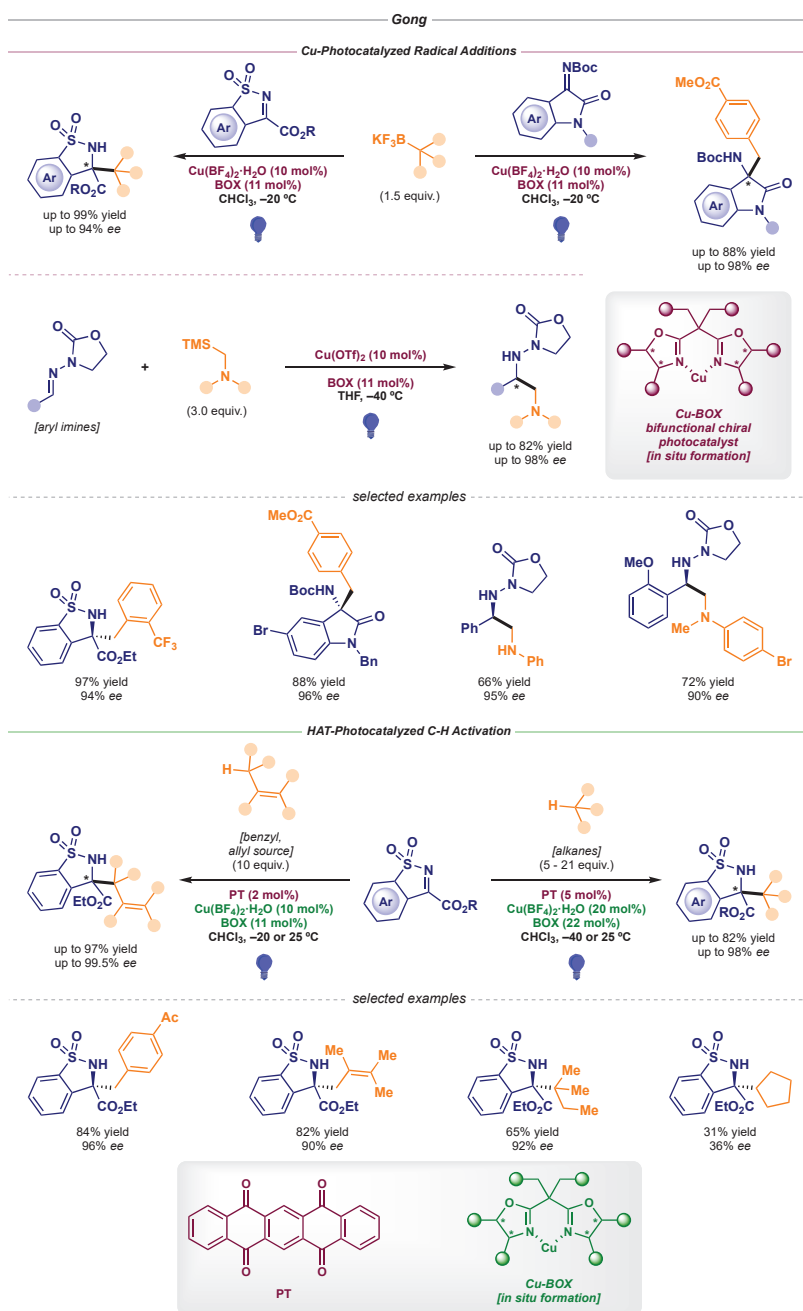 Gong
Cu-Photocatalyzed Radical Additions
O
O
S
NH
*
Ar
RO₂C
up to 99% yield
up to 94% ee
O
O
S
N
Ar
CO₂R
Cu(BF₄)₂·H₂O (10 mol%)
BOX (11 mol%)
CHCl₃, –20 ºC
KF₃B
(1.5 equiv.)
NBoc
O
N
Ar
Cu(BF₄)₂·H₂O (10 mol%)
BOX (11 mol%)
CHCl₃, –20 ºC
MeO₂C
BocHN
*
O
N
Ar
up to 88% yield
up to 98% ee
O
O
N
N
[aryl imines]
+
TMS
N
(3.0 equiv.)
Cu(OTf)₂ (10 mol%)
BOX (11 mol%)
THF, –40 ºC
O
O
N
HN
*
N
up to 82% yield
up to 98% ee
O
O
*
*
N
N
*
*
Cu
Cu-BOX
bifunctional chiral
photocatalyst
[in situ formation]
selected examples
O
O
S
NH
CO₂Et
CF₃
97% yield
94% ee
MeO₂C
BocHN
Br
O
N
Bn
88% yield
96% ee
O
O
N
HN
Ph
HN
Ph
66% yield
95% ee
O
O
N
HN
MeO
N
Me
Br
72% yield
90% ee
HAT-Photocatalyzed C-H Activation
O
O
S
NH
*
EtO₂C
up to 97% yield
up to 99.5% ee
H
[benzyl,
allyl source]
(10 equiv.)
PT (2 mol%)
Cu(BF₄)₂·H₂O (10 mol%)
BOX (11 mol%)
CHCl₃, –20 or 25 ºC
O
O
S
N
Ar
CO₂R
H
[alkanes]
(5 - 21 equiv.)
PT (5 mol%)
Cu(BF₄)₂·H₂O (20 mol%)
BOX (22 mol%)
CHCl₃, –40 or 25 ºC
O
O
S
NH
*
Ar
RO₂C
up to 82% yield
up to 98% ee
selected examples
Ac
O
O
S
NH
CO₂Et
84% yield
96% ee
O
O
S
NH
Me
Me
Me
CO₂Et
82% yield
90% ee
O
O
S
NH
Me
Me
Me
EtO₂C
65% yield
92% ee
O
O
S
NH
EtO₂C
31% yield
36% ee
O
O
O
O
PT
O
O
*
*
N
N
*
*
Cu
Cu-BOX
[in situ formation]